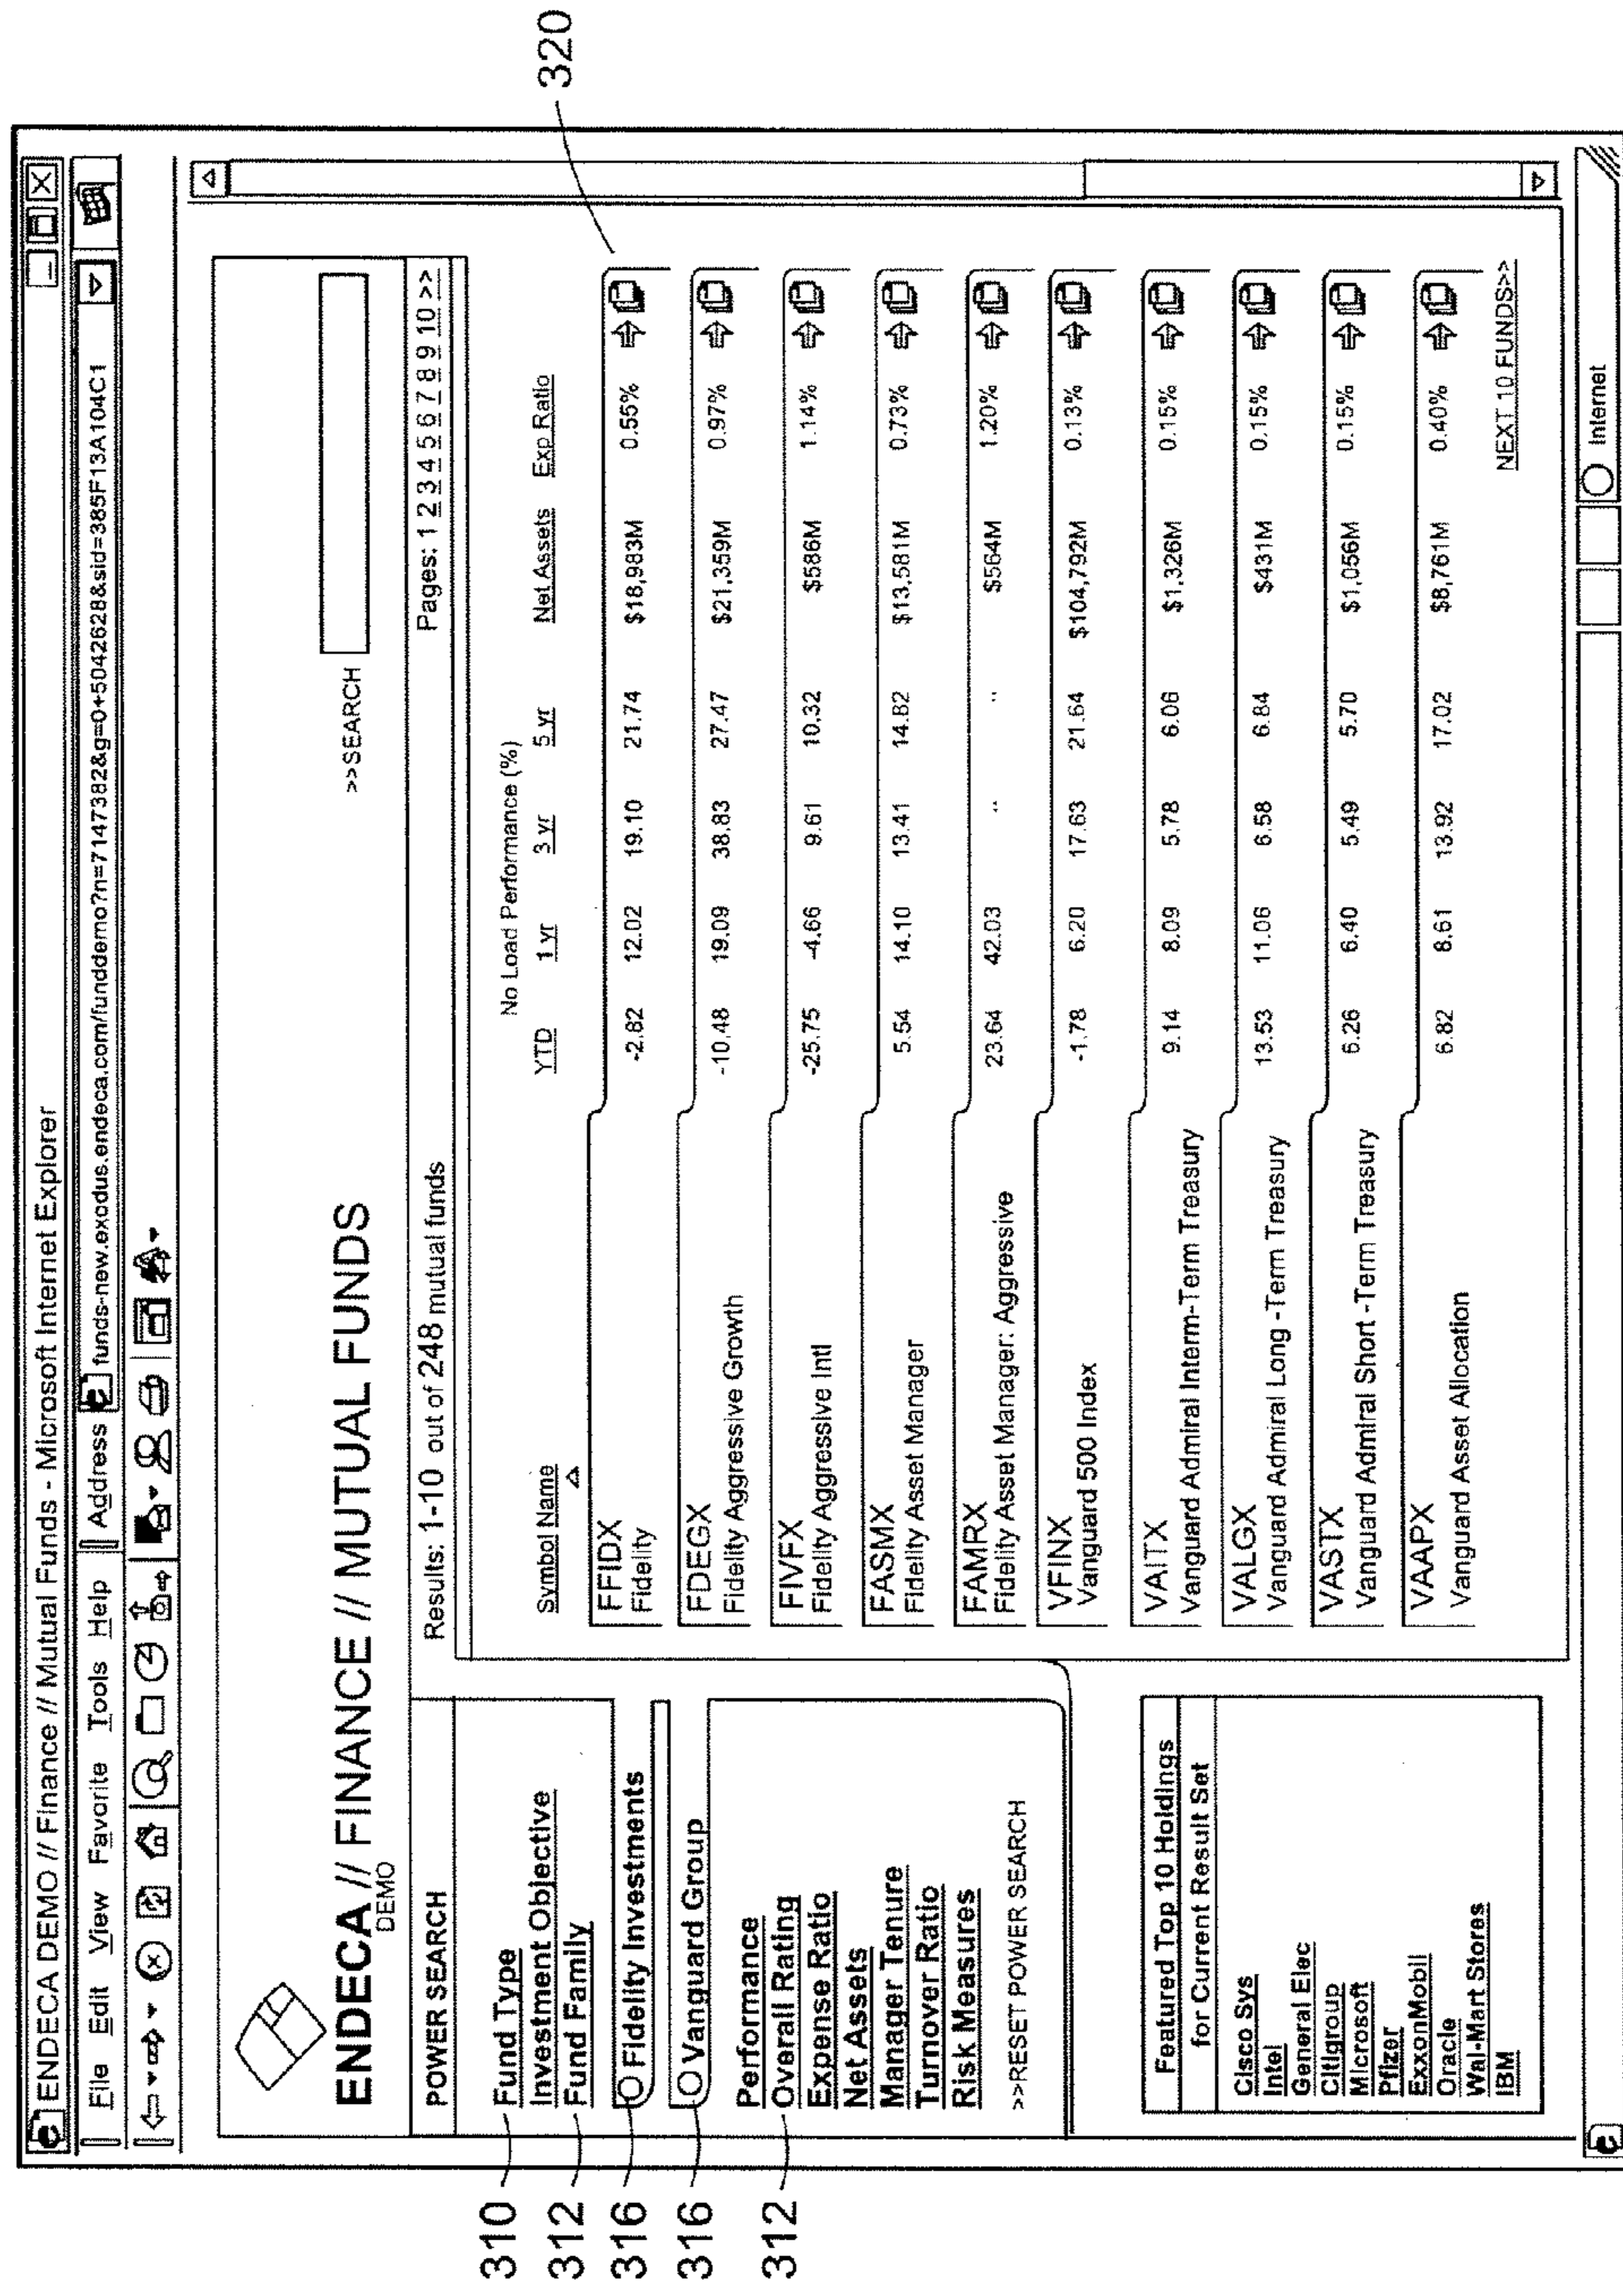 ENDECA DEMO // Finance // Mutual Funds - Microsoft Internet Explorer
File Edit View Favorite Tools Help Address funds-new.exodus.endeca.com/funddemo?n=7147382&g=0+5042628&sid=385F13A104C1
ENDECA // FINANCE // MUTUAL FUNDS
DEMO
>>SEARCH
POWER SEARCH
310 Fund Type
Investment Objective
312 Fund Family
316 Fidelity Investments
316 Vanguard Group
Performance
312 Overall Rating
Expense Ratio
Net Assets
Manager Tenure
Turnover Ratio
Risk Measures
>>RESET POWER SEARCH
Featured Top 10 Holdings
for Current Result Set
Cisco Sys
Intel
General Elec
Citigroup
Microsoft
Pfizer
ExxonMobil
Oracle
Wal-Mart Stores
IBM
Results: 1-10 out of 248 mutual funds Pages: 1 2 3 4 5 6 7 8 9 10 >>
No Load Performance (%)
Symbol Name YTD 1 yr 3 yr 5 yr Net Assets Exp Ratio
320
FFIDX
Fidelity -2.82 12.02 19.10 21.74 $18,983M 0.55%
FDEGX
Fidelity Aggressive Growth -10.48 19.09 38.83 27.47 $21,359M 0.97%
FIVFX
Fidelity Aggressive Intl -25.75 -4.66 9.61 10.32 $586M 1.14%
FASMX
Fidelity Asset Manager 5.54 14.10 13.41 14.82 $13,581M 0.73%
FAMRX
Fidelity Asset Manager: Aggressive 23.64 42.03 .. .. $564M 1.20%
VFINX
Vanguard 500 Index -1.78 6.20 17.63 21.64 $104,792M 0.13%
VAITX
Vanguard Admiral Interm-Term Treasury 9.14 8.09 5.78 6.06 $1,326M 0.15%
VALGX
Vanguard Admiral Long -Term Treasury 13.53 11.06 6.58 6.84 $431M 0.15%
VASTX
Vanguard Admiral Short -Term Treasury 6.26 6.40 5.49 5.70 $1,056M 0.15%
VAAPX
Vanguard Asset Allocation 6.82 8.61 13.92 17.02 $8,761M 0.40%
NEXT 10 FUNDS>>
Internet